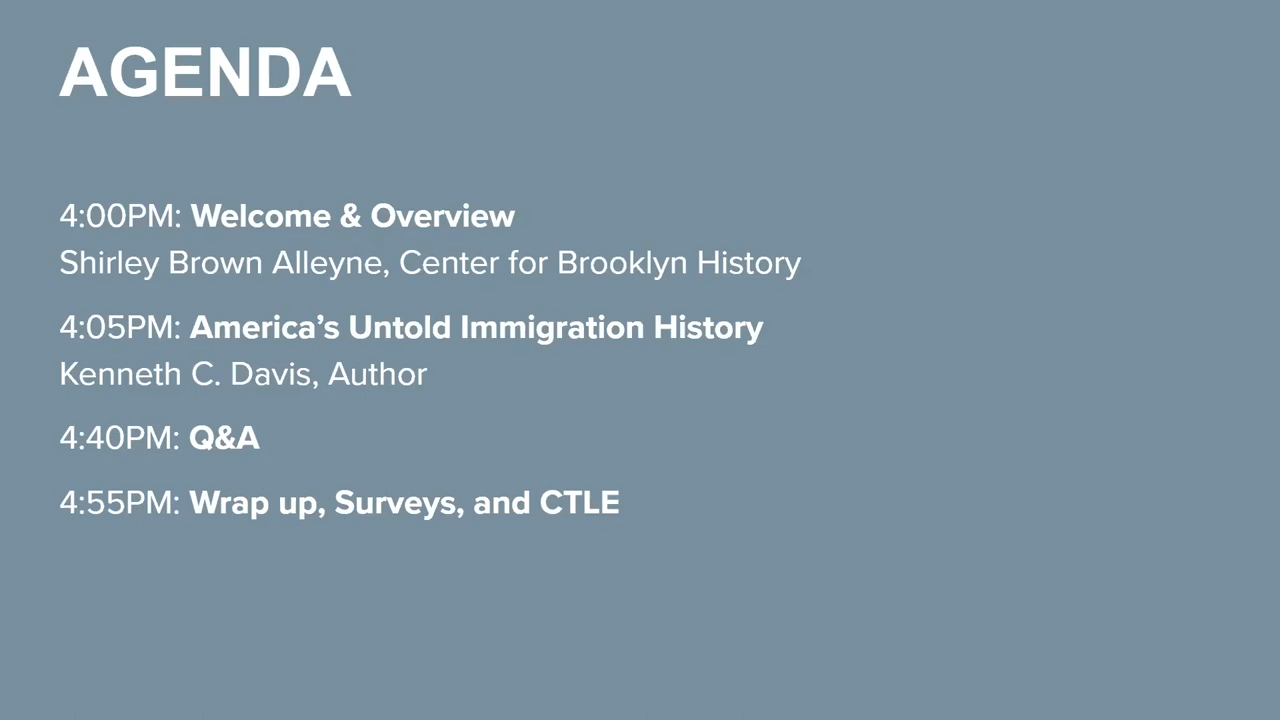 AGENDA
4:00PM: Welcome & Overview
Shirley Brown Alleyne, Center for Brooklyn History
4:05PM: America’s Untold Immigration History
Kenneth C. Davis, Author
4:40PM: Q&A
4:55PM: Wrap up, Surveys, and CTLE